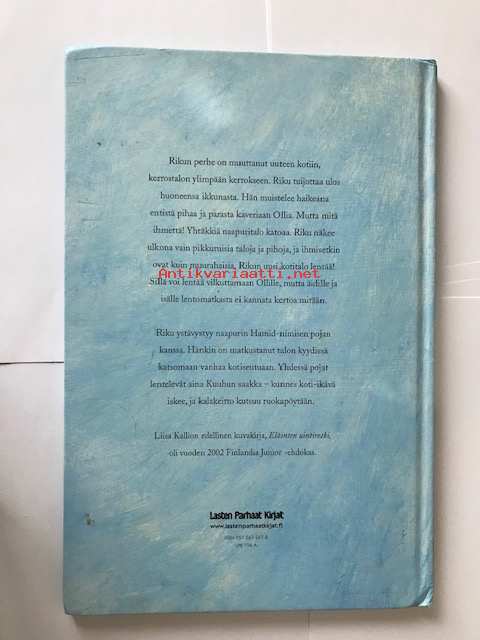 Rikun perhe on muuttanut uuteen kotiin,
kerrostalon ylimpään kerrokseen. Riku tuijottaa ulos
huoneensa ikkunasta. Hän muistelee haikeana
entistä pihaa ja parasta kaveriaan Ollia. Mutta mitä
ihmettä! Yhtäkkiä naapuritalo katoaa. Riku näkee
ulkona vain pikkuruisia taloja ja pihoja, ja ihmisetkin
ovat kuin muurahaisia. Rikun uusi kotitalo lentää!
Antikvariaatti.net
Sillä voi lentää vilkuttamaan Ollille, mutta äidille ja
isälle lentomatkasta ei kannata kertoa mitään.
Riku ystävystyy naapurin Hamid-nimisen pojan
kanssa. Hänkin on matkustanut talon kyydissä
katsomaan vanhaa kotiseutuaan. Yhdessä pojat
lentelevät aina Kuuhun saakka – kunnes koti-ikävä
iskee, ja kalakeitto kutsuu ruokapöytään.
Liisa Kallion edellinen kuvakirja, Eläinten uintiretki,
oli vuoden 2002 Finlandia Junior -ehdokas.
Lasten Parhaat Kirjat
www.lastenparhaatkirjat.fi